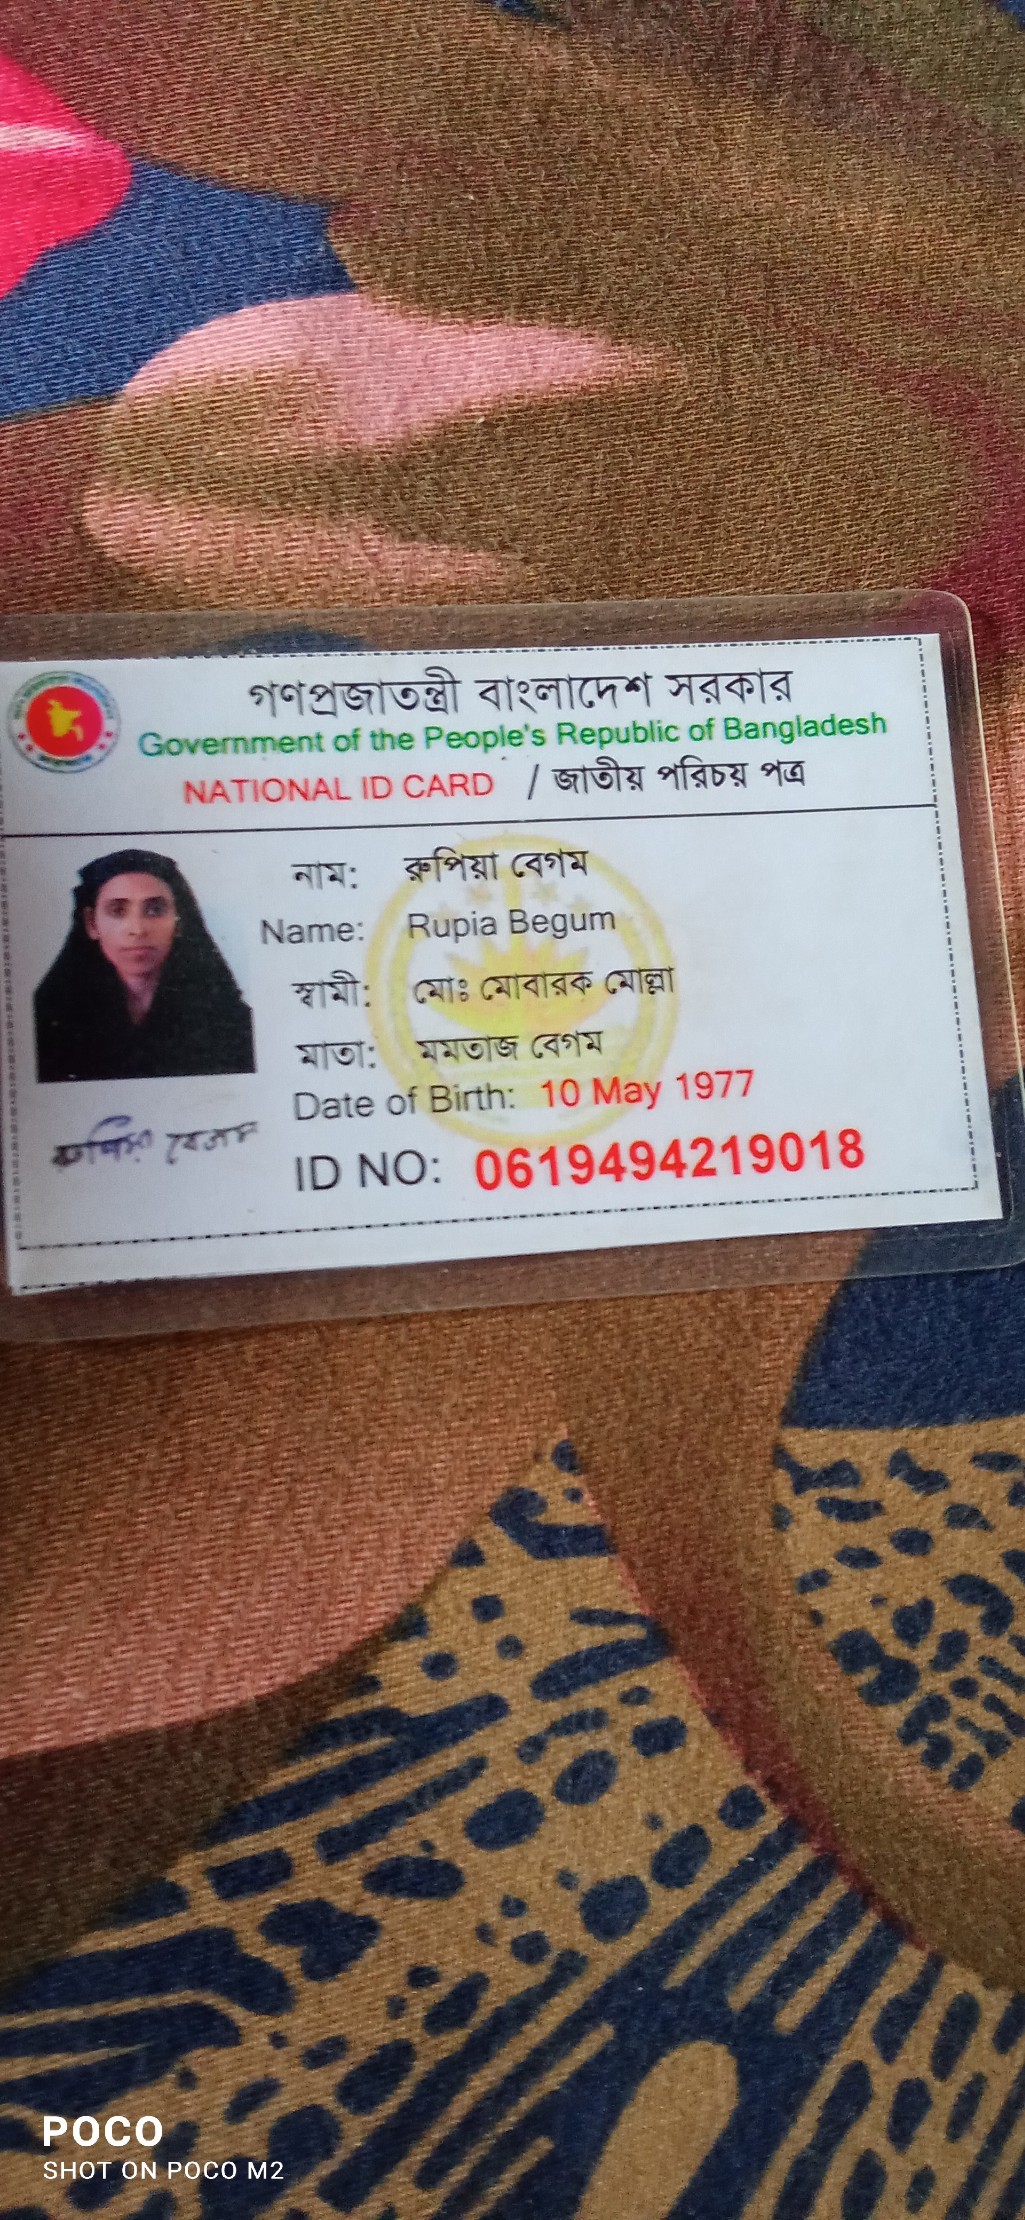 গণপ্রজাতন্ত্রী বাংলাদেশ সরকার
Government of the People's Republic of Bangladesh
NATIONAL ID CARD / জাতীয় পরিচয় পত্র
নাম: রুপিয়া বেগম
Name: Rupia Begum
স্বামী: মোঃ মোবারক মোল্লা
মাতা: মমতাজ বেগম
Date of Birth: 10 May 1977
ID NO: 0619494219018
POCO
SHOT ON POCO M2